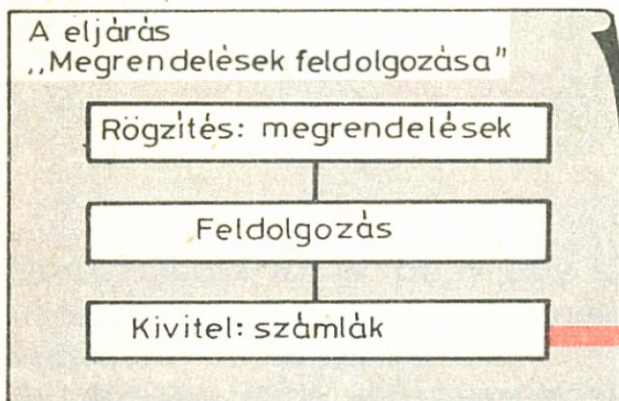 A eljárás
„Megrendelések feldolgozása”
Rögzítés: megrendelések
Feldolgozás
Kivitel: számlák